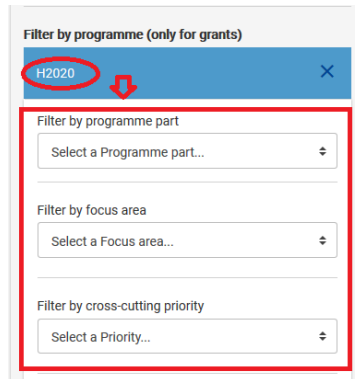 Filter by programme (only for grants)
H2020
Filter by programme part
Select a Programme part...
Filter by focus area
Select a Focus area...
Filter by cross-cutting priority
Select a Priority...